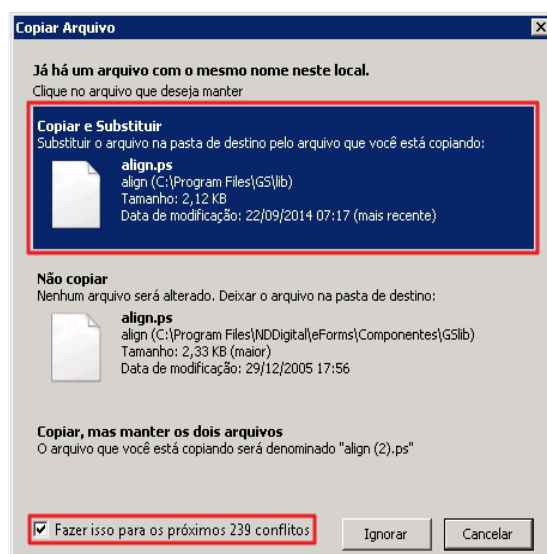 Copiar Arquivo
Já há um arquivo com o mesmo nome neste local.
Clique no arquivo que deseja manter
Copiar e Substituir
Substituir o arquivo na pasta de destino pelo arquivo que você está copiando:
align.ps
align (C:\Program Files\GS\lib)
Tamanho: 2,12 KB
Data de modificação: 22/09/2014 07:17 (mais recente)
Não copiar
Nenhum arquivo será alterado. Deixar o arquivo na pasta de destino:
align.ps
align (C:\Program Files\NDDigital\eForms\Componentes\GSlib)
Tamanho: 2,33 KB (maior)
Data de modificação: 29/12/2005 17:56
Copiar, mas manter os dois arquivos
O arquivo que você está copiando será denominado "align (2).ps"
Fazer isso para os próximos 239 conflitos
Ignorar
Cancelar